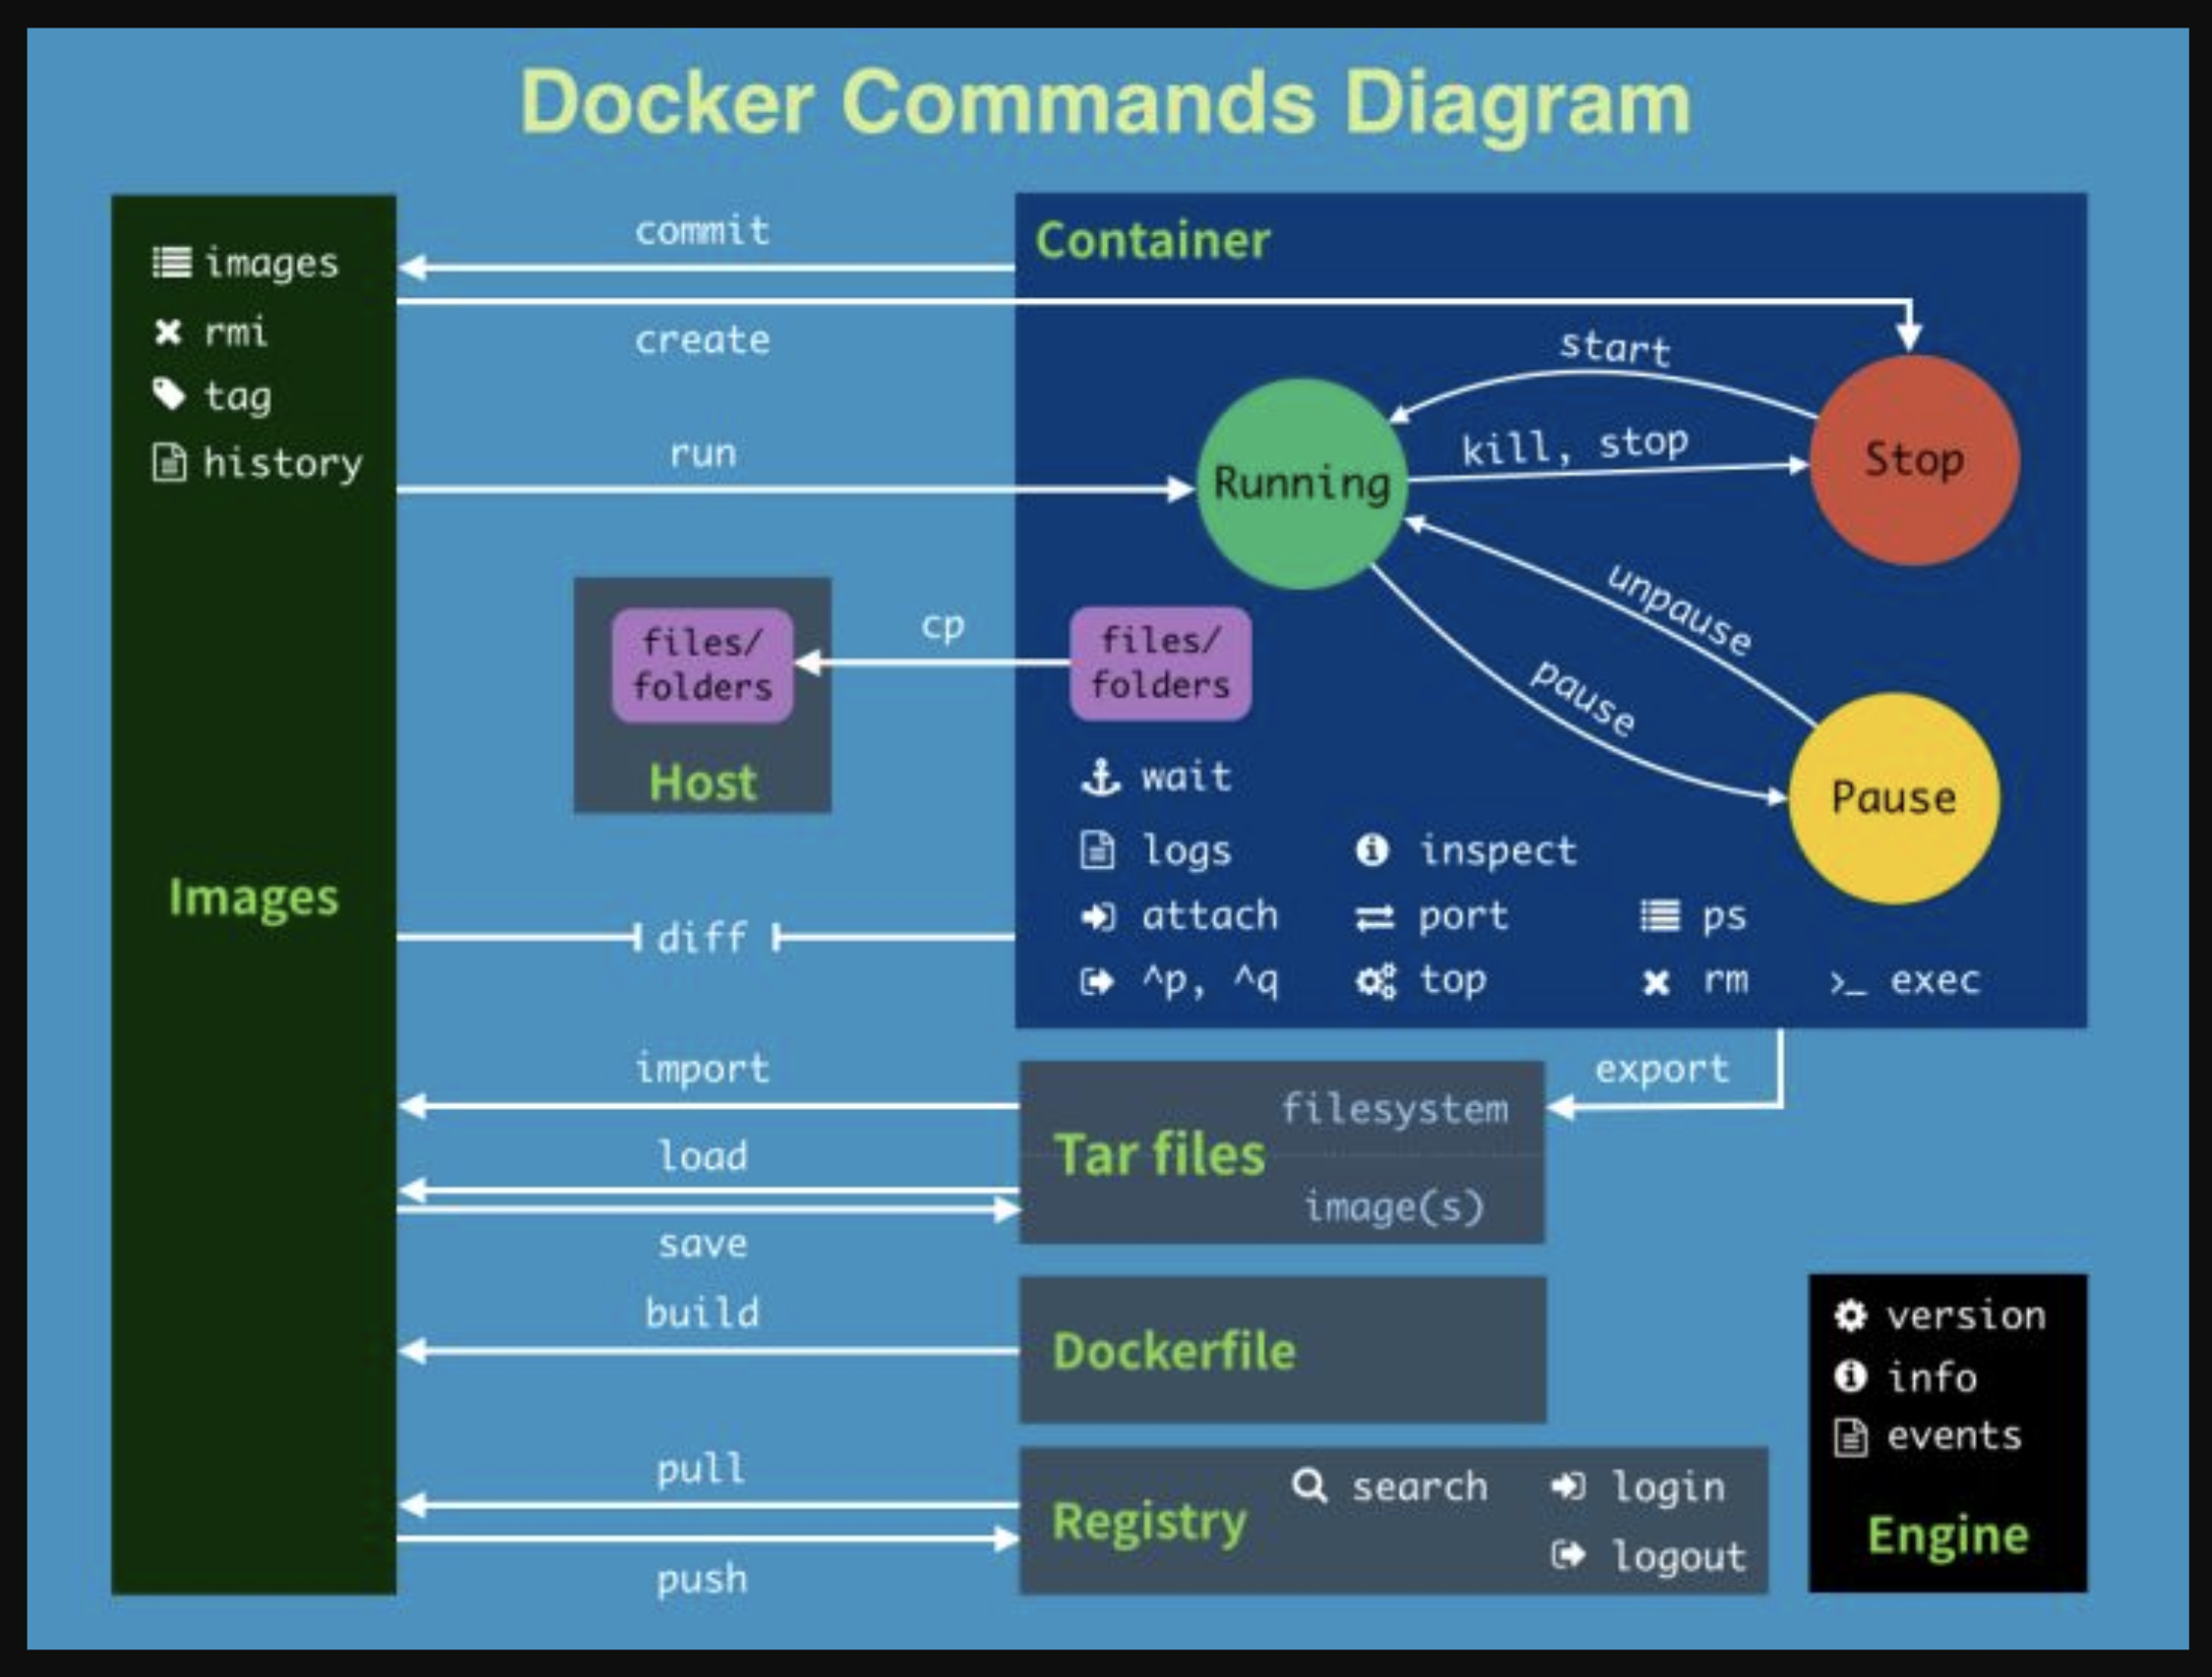 Docker Commands Diagram
images
rmi
tag
history
Images
commit
create
run
files/
folders
Host
cp
diff
import
load
save
build
pull
push
Container
start
kill, stop
Running
Stop
unpause
pause
Pause
files/
folders
wait
logs
inspect
attach
port
ps
^p, ^q
top
rm
>_ exec
export
Tar files
filesystem
image(s)
Dockerfile
Registry
search
login
logout
version
info
events
Engine